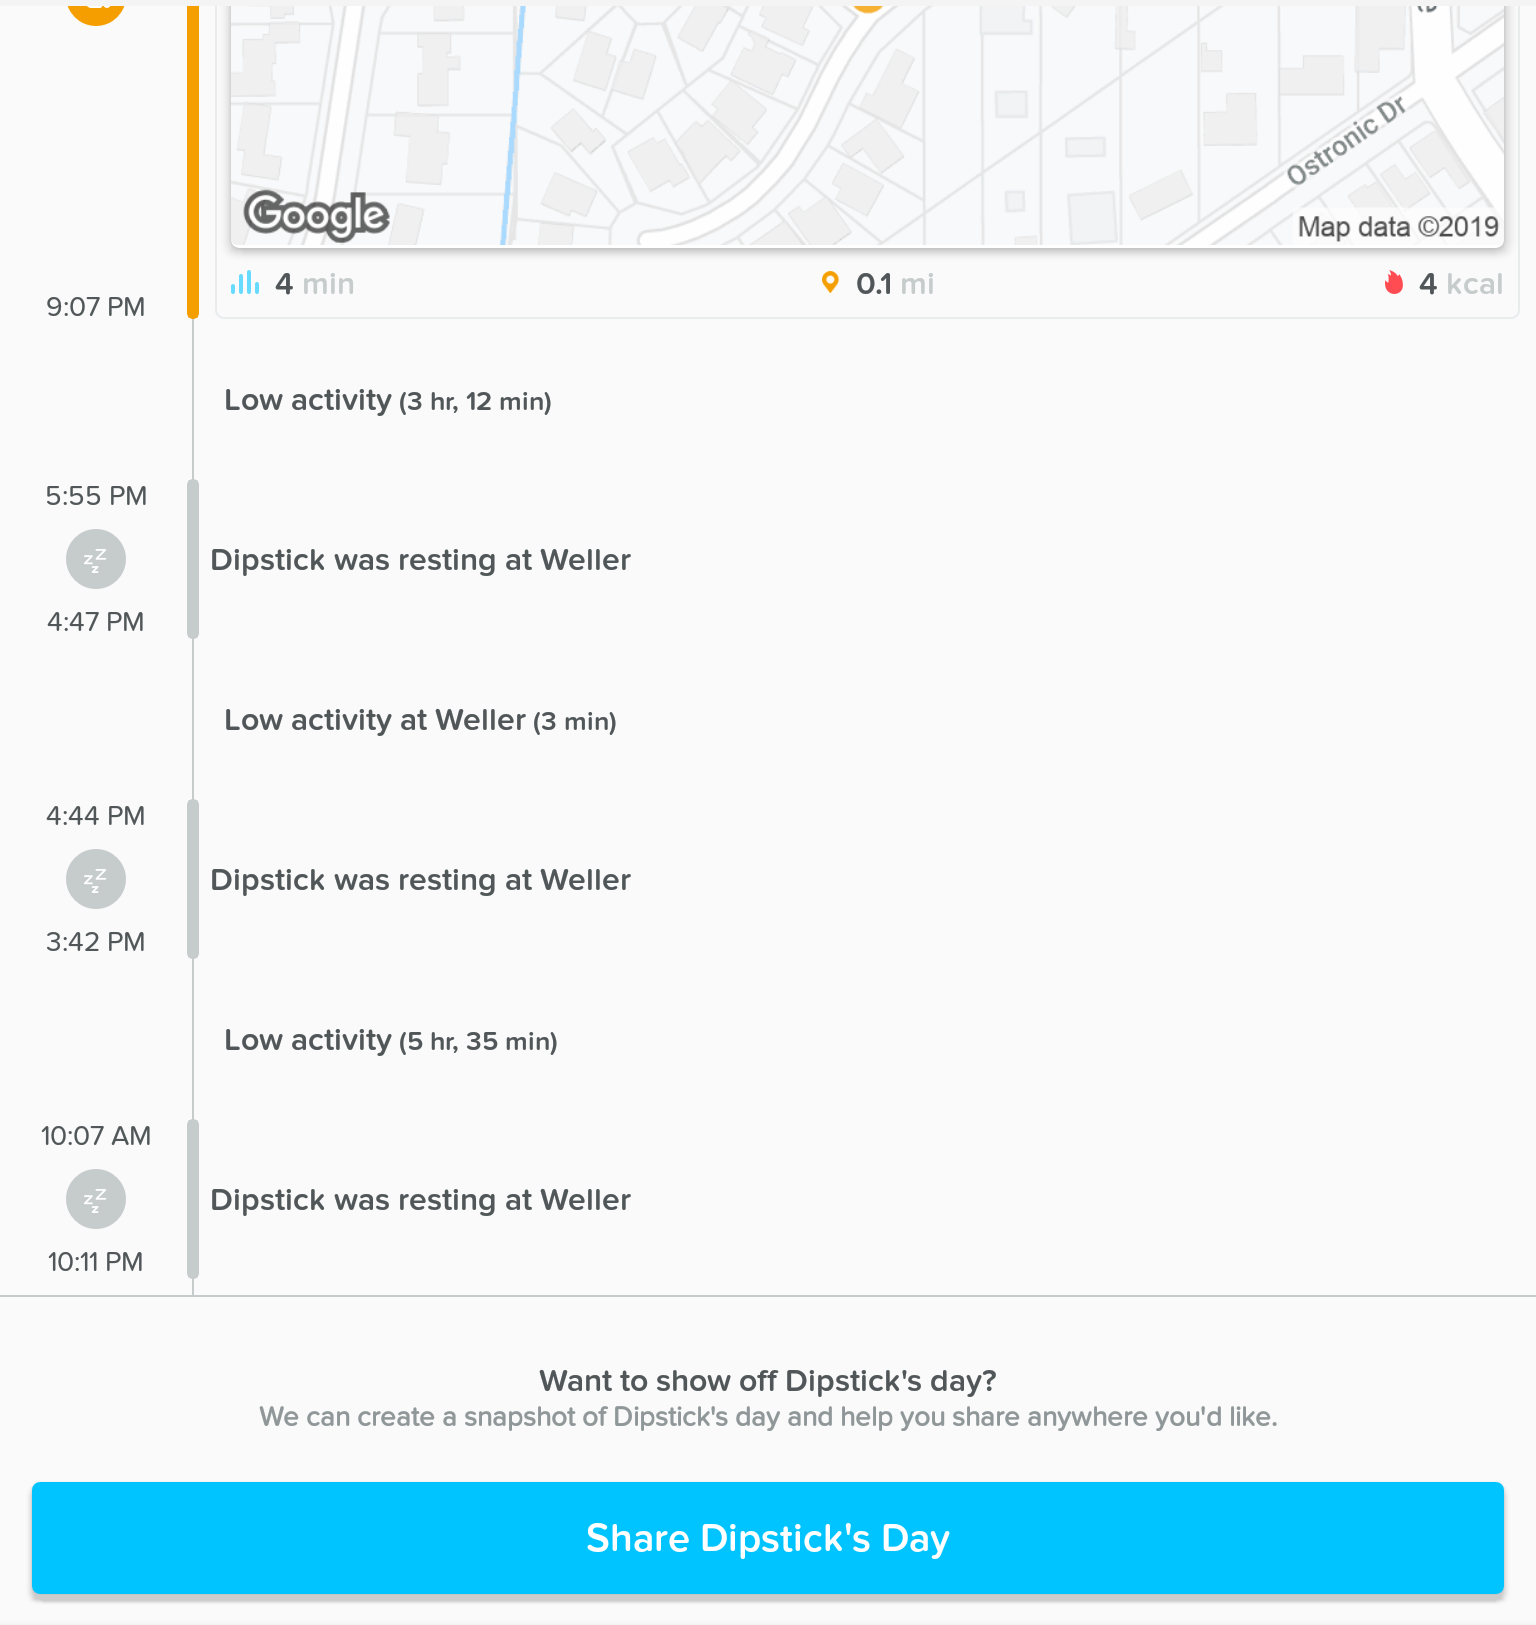 Ostronic Dr
Google
Map data ©2019
4 min
0.1 mi
4 kcal
9:07 PM
Low activity (3 hr, 12 min)
5:55 PM
zzz
Dipstick was resting at Weller
4:47 PM
Low activity at Weller (3 min)
4:44 PM
zzz
Dipstick was resting at Weller
3:42 PM
Low activity (5 hr, 35 min)
10:07 AM
zzz
Dipstick was resting at Weller
10:11 PM
Want to show off Dipstick's day?
We can create a snapshot of Dipstick's day and help you share anywhere you'd like.
Share Dipstick's Day